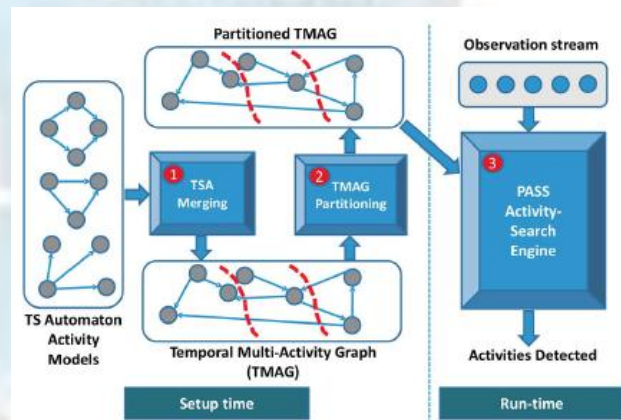 Partitioned TMAG
Observation stream
1
TSA
Merging
2
TMAG
Partitioning
3
PASS
Activity-
Search
Engine
TS Automaton
Activity
Models
Temporal Multi-Activity Graph
(TMAG)
Activities Detected
Setup time
Run-time